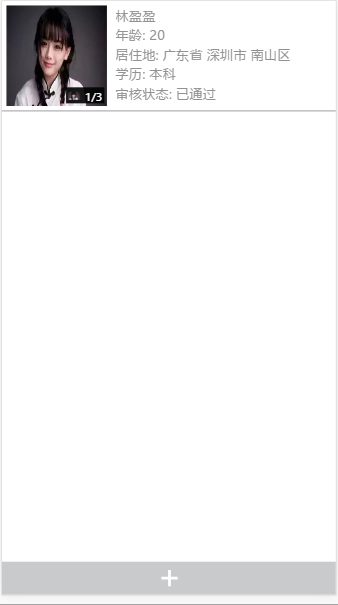 林盈盈
年龄: 20
居住地: 广东省 深圳市 南山区
学历: 本科
审核状态: 已通过
1/3
+